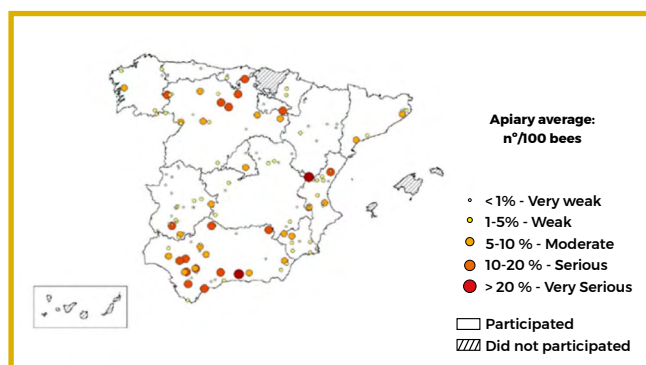 Apiary average:
nº/100 bees
< 1% - Very weak
1-5% - Weak
5-10 % - Moderate
10-20 % - Serious
> 20 % - Very Serious
Participated
Did not participated